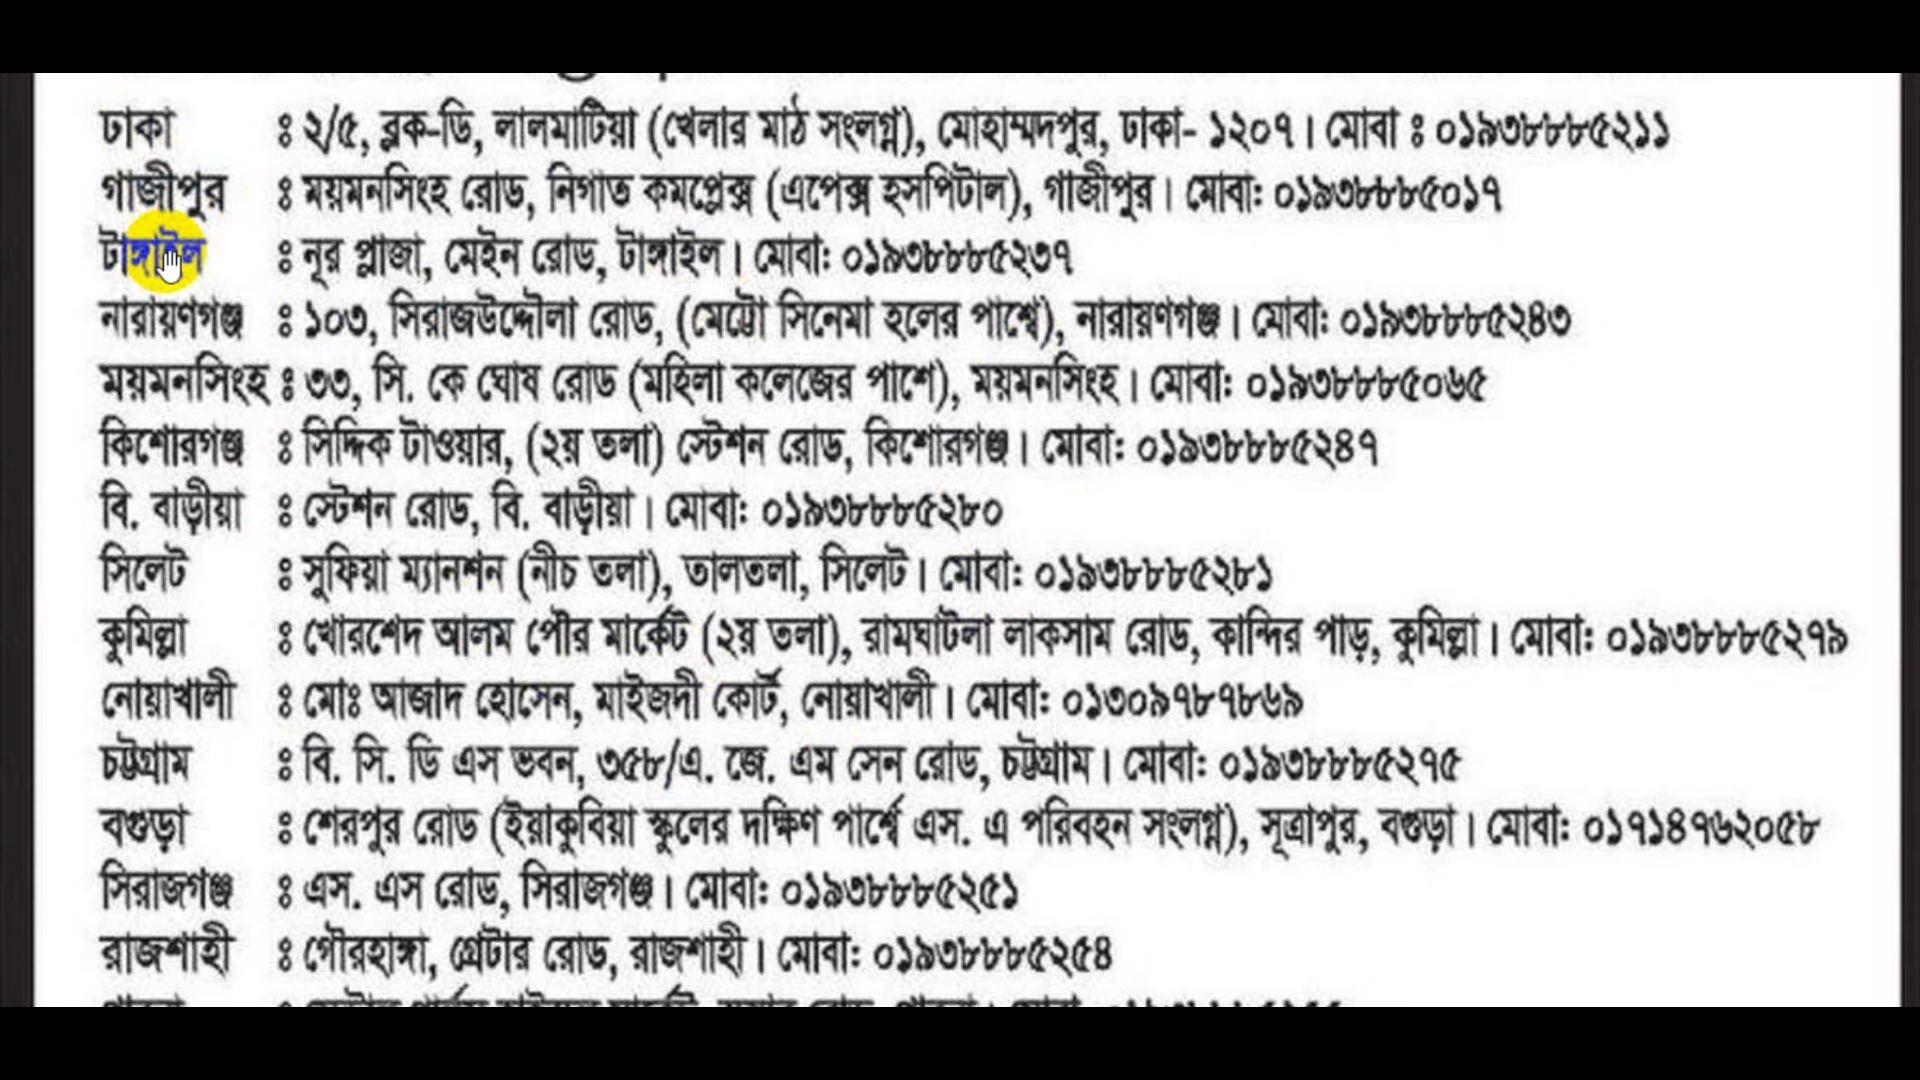 ঢাকা : ২/৫, ব্লক-ডি, লালমাটিয়া (খেলার মাঠ সংলগ্ন), মোহাম্মদপুর, ঢাকা- ১২০৭। মোবা : ০১৯৩৮৮৮৫২১১
গাজীপুর : ময়মনসিংহ রোড, নিগাত কমপ্লেক্স (এপেক্স হসপিটাল), গাজীপুর। মোবা: ০১৯৩৮৮৮৫০১৭
টাঙ্গাইল : নূর প্লাজা, মেইন রোড, টাঙ্গাইল। মোবা: ০১৯৩৮৮৮৫২৩৭
নারায়ণগঞ্জ : ১০৩, সিরাজউদ্দৌলা রোড, (মেট্রো সিনেমা হলের পাশ্বে), নারায়ণগঞ্জ। মোবা: ০১৯৩৮৮৮৫২৪৩
ময়মনসিংহ : ৩৩, সি. কে ঘোষ রোড (মহিলা কলেজের পাশে), ময়মনসিংহ। মোবা: ০১৯৩৮৮৮৫০৬৫
কিশোরগঞ্জ : সিদ্দিক টাওয়ার, (২য় তলা) স্টেশন রোড, কিশোরগঞ্জ। মোবা: ০১৯৩৮৮৮৫২৪৭
বি. বাড়ীয়া : স্টেশন রোড, বি. বাড়ীয়া। মোবা: ০১৯৩৮৮৮৫২৮০
সিলেট : সুফিয়া ম্যানশন (নীচ তলা), তালতলা, সিলেট। মোবা: ০১৯৩৮৮৮৫২৮১
কুমিল্লা : খোরশেদ আলম পৌর মার্কেট (২য় তলা), রামঘাটলা লাকসাম রোড, কান্দির পাড়, কুমিল্লা। মোবা: ০১৯৩৮৮৮৫২৭৯
নোয়াখালী : মোঃ আজাদ হোসেন, মাইজদী কোর্ট, নোয়াখালী। মোবা: ০১৩০৯৭৮৭৮৬৯
চট্টগ্রাম : বি. সি. ডি এস ভবন, ৩৫৮/এ. জে. এম সেন রোড, চট্টগ্রাম। মোবা: ০১৯৩৮৮৮৫২৭৫
বগুড়া : শেরপুর রোড (ইয়াকুবিয়া স্কুলের দক্ষিণ পার্শ্বে এস. এ পরিবহন সংলগ্ন), সূত্রাপুর, বগুড়া। মোবা: ০১৭১৪৭৬২০৫৮
সিরাজগঞ্জ : এস. এস রোড, সিরাজগঞ্জ। মোবা: ০১৯৩৮৮৮৫২৫১
রাজশাহী : গৌরহাঙ্গা, গ্রেটার রোড, রাজশাহী। মোবা: ০১৯৩৮৮৮৫২৫৪